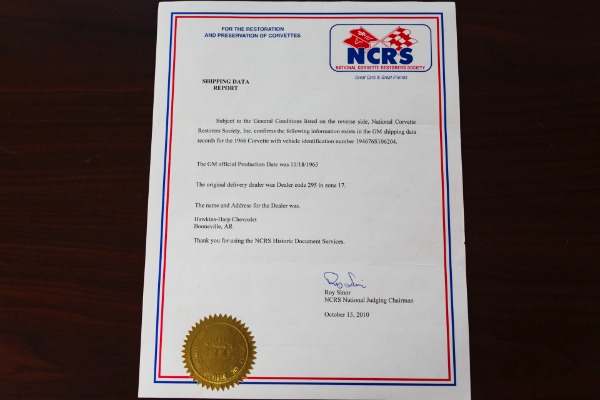 FOR THE RESTORATION
AND PRESERVATION OF CORVETTES
NCRS
NATIONAL CORVETTE RESTORERS SOCIETY
Great Cars & Great Friends
SHIPPING DATA
REPORT
Subject to the General Conditions listed on the reverse side, National Corvette
Restorers Society, Inc. confirms the following information exists in the GM shipping data
records for the 1966 Corvette with vehicle identification number 194676S106204.
The GM official Production Date was 11/18/1965
The original delivery dealer was Dealer code 295 in zone 17.
The name and Address for the Dealer was.
Hawkins-Harp Chevrolet
Booneville, AR
Thank you for using the NCRS Historic Document Services.
Roy Sinor
NCRS National Judging Chairman
October 15, 2010